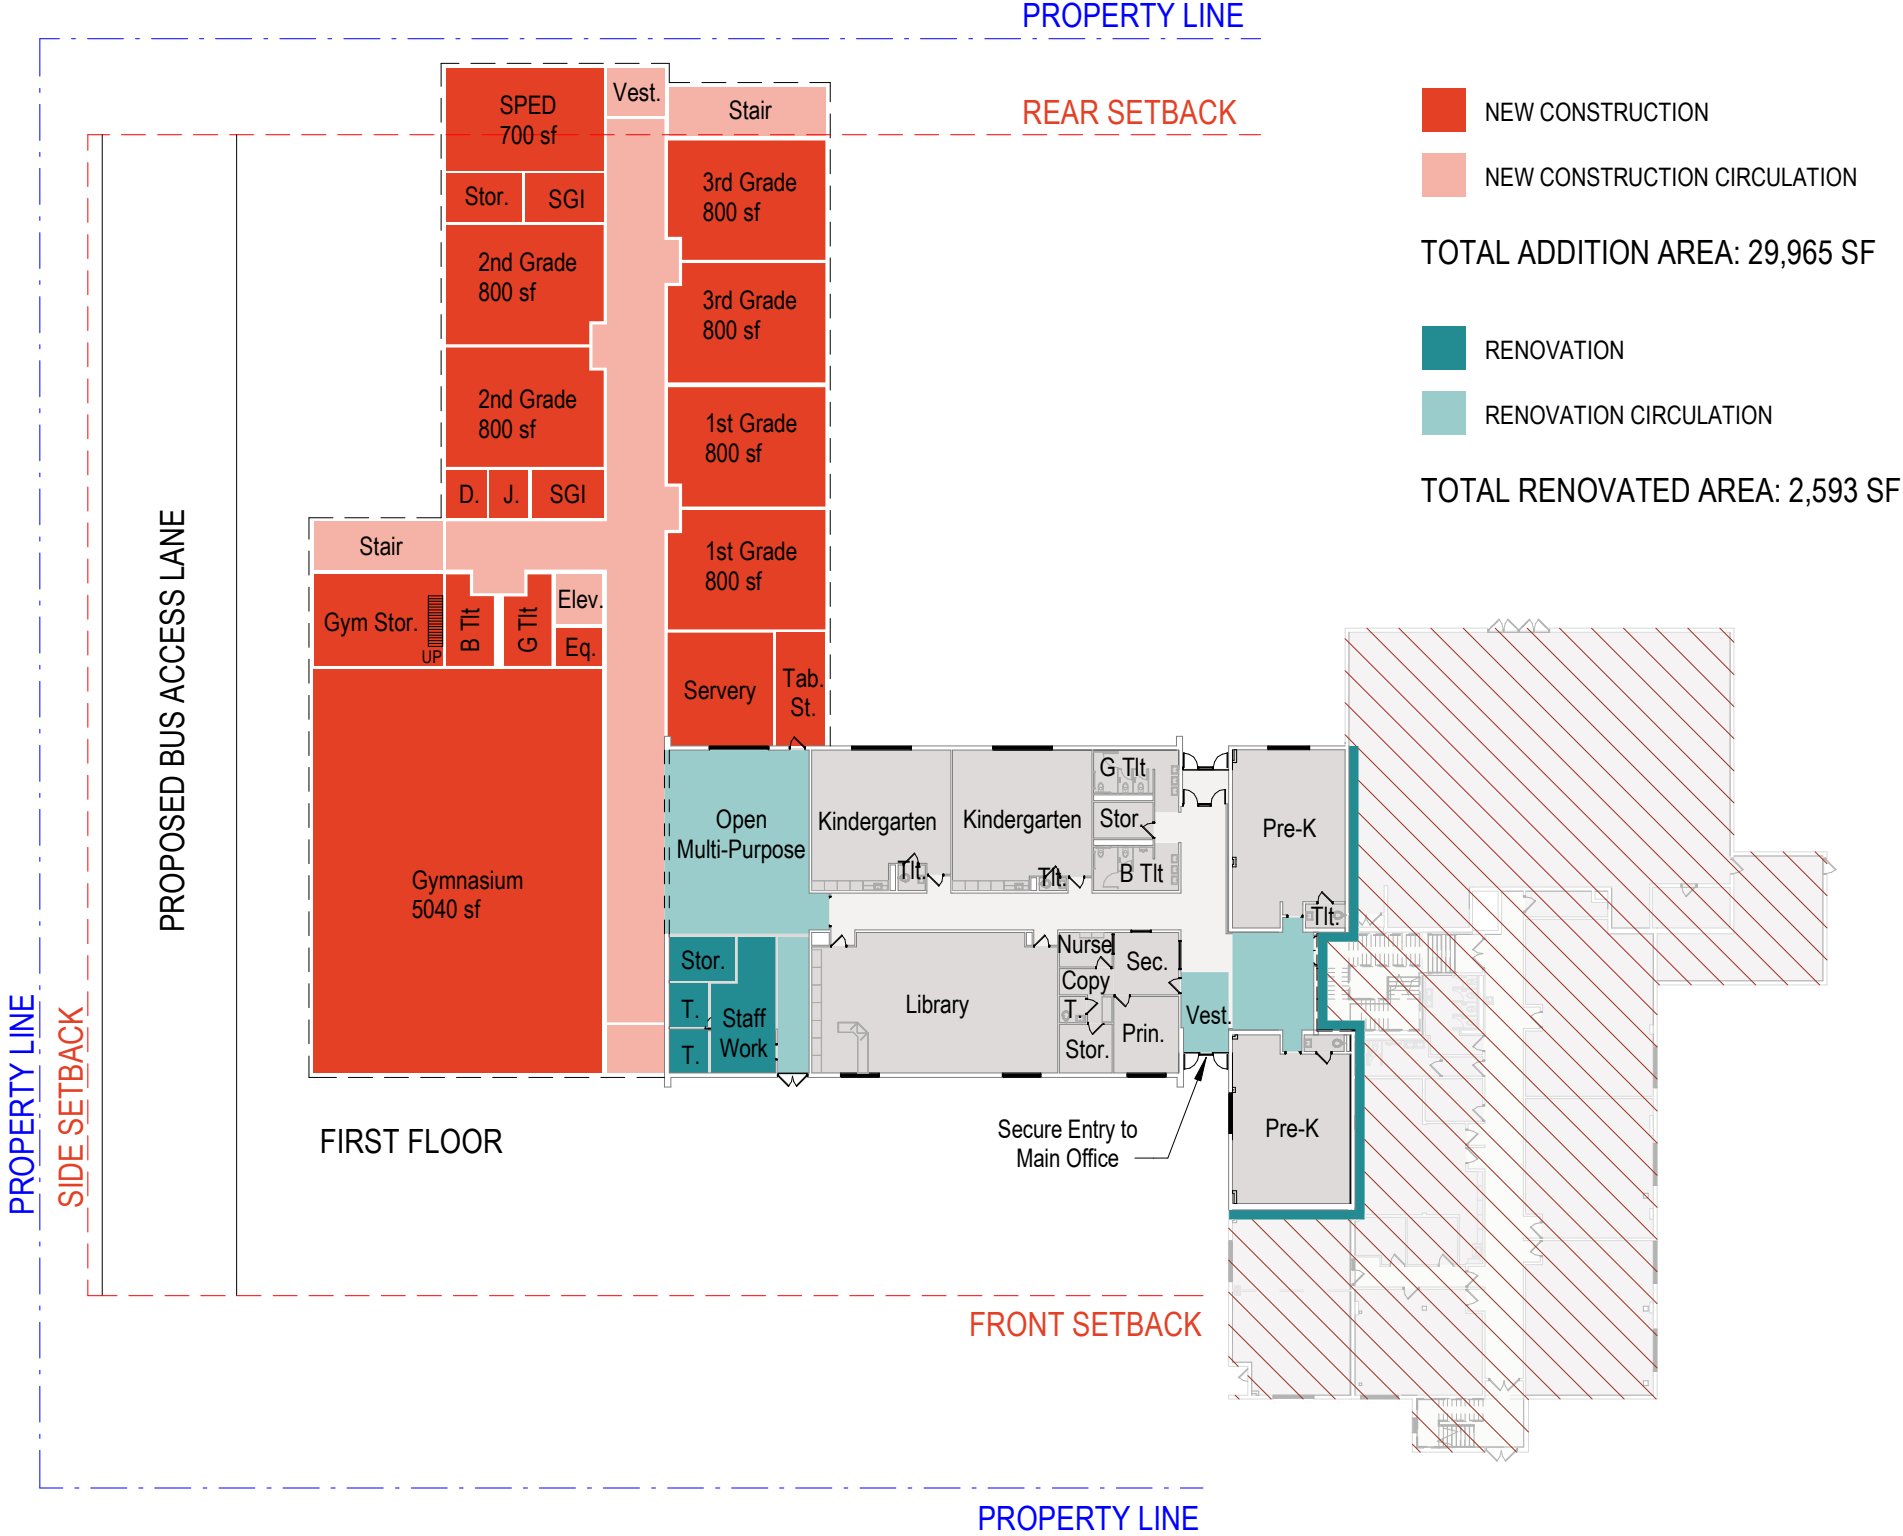 PROPERTY LINE
Vest.
SPED
700 sf
Stair
REAR SETBACK
NEW CONSTRUCTION
NEW CONSTRUCTION CIRCULATION
TOTAL ADDITION AREA: 29,965 SF
RENOVATION
RENOVATION CIRCULATION
TOTAL RENOVATED AREA: 2,593 SF
Stor.
SGI
3rd Grade
800 sf
2nd Grade
800 sf
3rd Grade
800 sf
2nd Grade
800 sf
1st Grade
800 sf
D.
J.
SGI
Stair
1st Grade
800 sf
Gym Stor.
UP
B Tlt
G Tlt
Elev.
Eq.
Servery
Tab.
St.
PROPOSED BUS ACCESS LANE
Gymnasium
5040 sf
Open
Multi-Purpose
Kindergarten
Tlt.
Kindergarten
Tlt.
G Tlt
Stor.
B Tlt
Pre-K
Tlt.
Stor.
T.
T.
Staff
Work
Library
Nurse
Copy
T.
Stor.
Sec.
Prin.
Vest.
Pre-K
Secure Entry to
Main Office
FIRST FLOOR
PROPERTY LINE
SIDE SETBACK
FRONT SETBACK
PROPERTY LINE